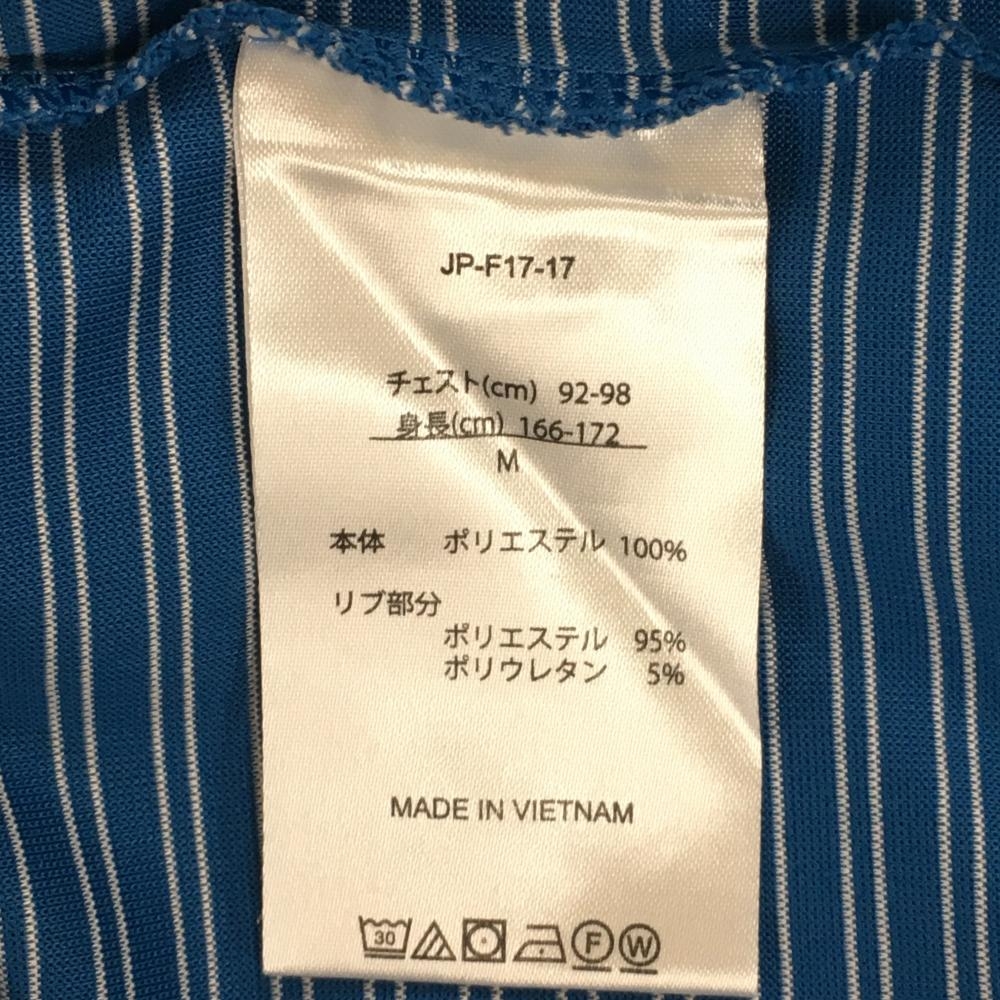 JP-F17-17
チェスト(cm) 92-98
身長(cm) 166-172
M
本体 ポリエステル 100%
リブ部分
ポリエステル 95%
ポリウレタン 5%
MADE IN VIETNAM
30 F W